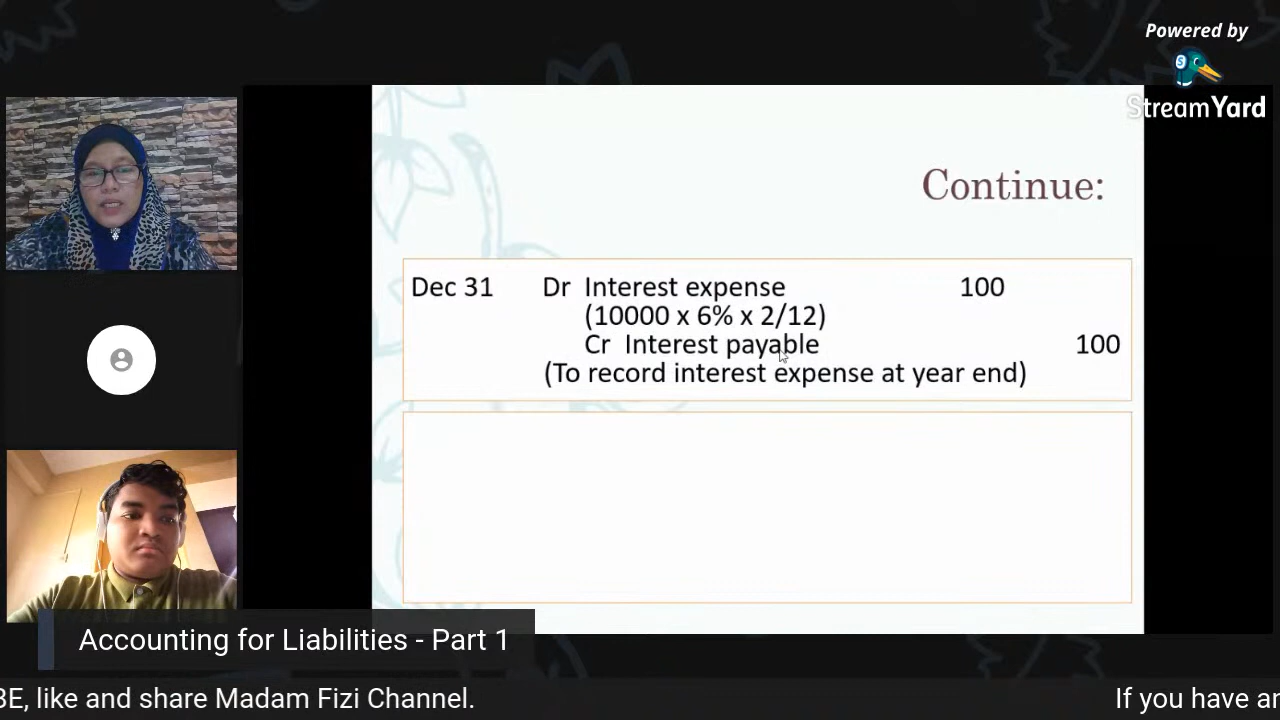 Powered by
StreamYard
Continue:
Dec 31 Dr Interest expense 100
(10000 x 6% x 2/12)
Cr Interest payable 100
(To record interest expense at year end)
Accounting for Liabilities - Part 1
BE, like and share Madam Fizi Channel. If you have